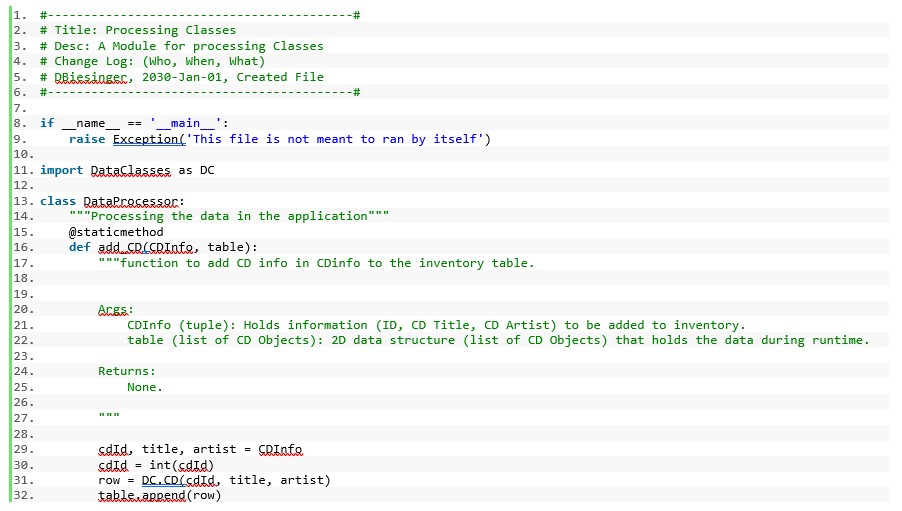 1. #------------------------------------------#
2. # Title: Processing Classes
3. # Desc: A Module for processing Classes
4. # Change Log: (Who, When, What)
5. # DBiesinger, 2030-Jan-01, Created File
6. #------------------------------------------#
7.
8. if __name__ == '__main__':
9.     raise Exception('This file is not meant to ran by itself')
10.
11. import DataClasses as DC
12.
13. class DataProcessor:
14.     """Processing the data in the application"""
15.     @staticmethod
16.     def add_CD(CDInfo, table):
17.         """function to add CD info in CDinfo to the inventory table.
18.
19.
20.         Args:
21.             CDInfo (tuple): Holds information (ID, CD Title, CD Artist) to be added to inventory.
22.             table (list of CD Objects): 2D data structure (list of CD Objects) that holds the data during runtime.
23.
24.         Returns:
25.             None.
26.
27.         """
28.
29.         cdId, title, artist = CDInfo
30.         cdId = int(cdId)
31.         row = DC.CD(cdId, title, artist)
32.         table.append(row)